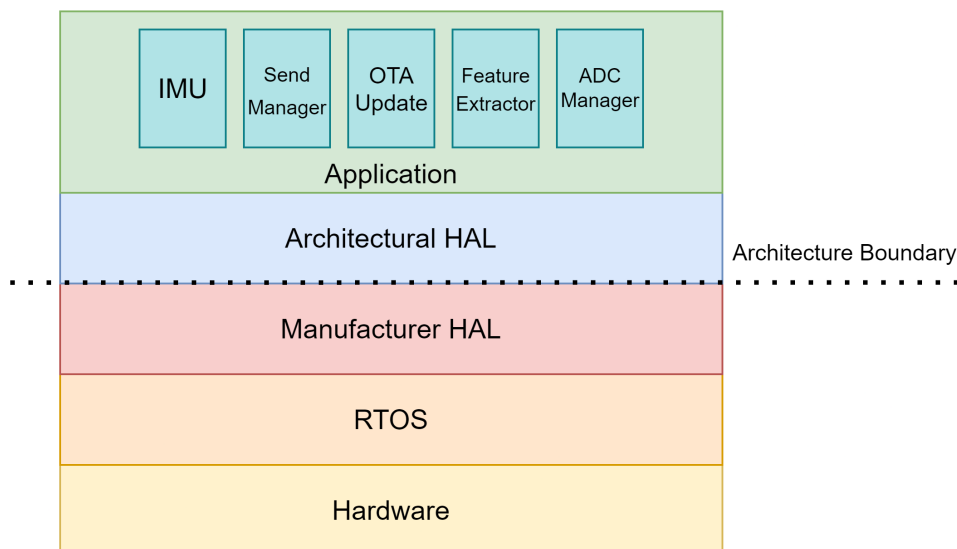 IMU
Send
Manager
OTA
Update
Feature
Extractor
ADC
Manager
Application
Architectural HAL
Architecture Boundary
Manufacturer HAL
RTOS
Hardware